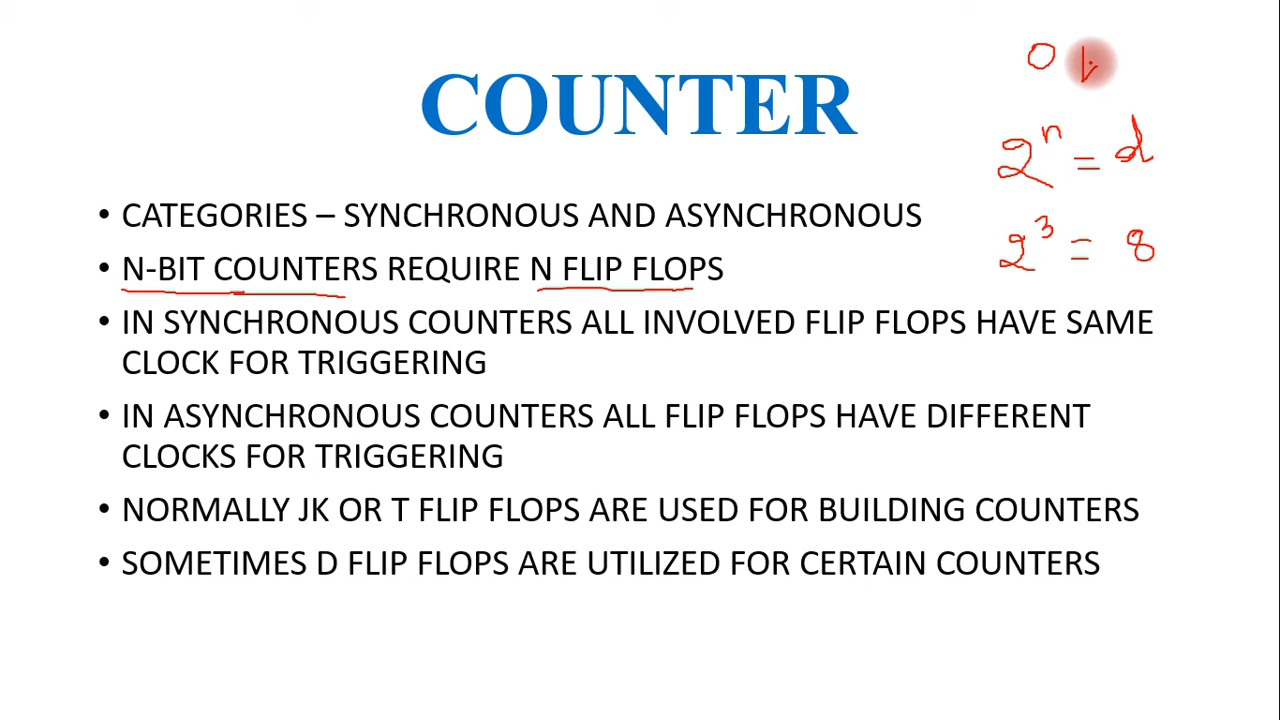 COUNTER
• CATEGORIES – SYNCHRONOUS AND ASYNCHRONOUS
• N-BIT COUNTERS REQUIRE N FLIP FLOPS
• IN SYNCHRONOUS COUNTERS ALL INVOLVED FLIP FLOPS HAVE SAME
CLOCK FOR TRIGGERING
• IN ASYNCHRONOUS COUNTERS ALL FLIP FLOPS HAVE DIFFERENT
CLOCKS FOR TRIGGERING
• NORMALLY JK OR T FLIP FLOPS ARE USED FOR BUILDING COUNTERS
• SOMETIMES D FLIP FLOPS ARE UTILIZED FOR CERTAIN COUNTERS
0
2ⁿ = d
2³ = 8